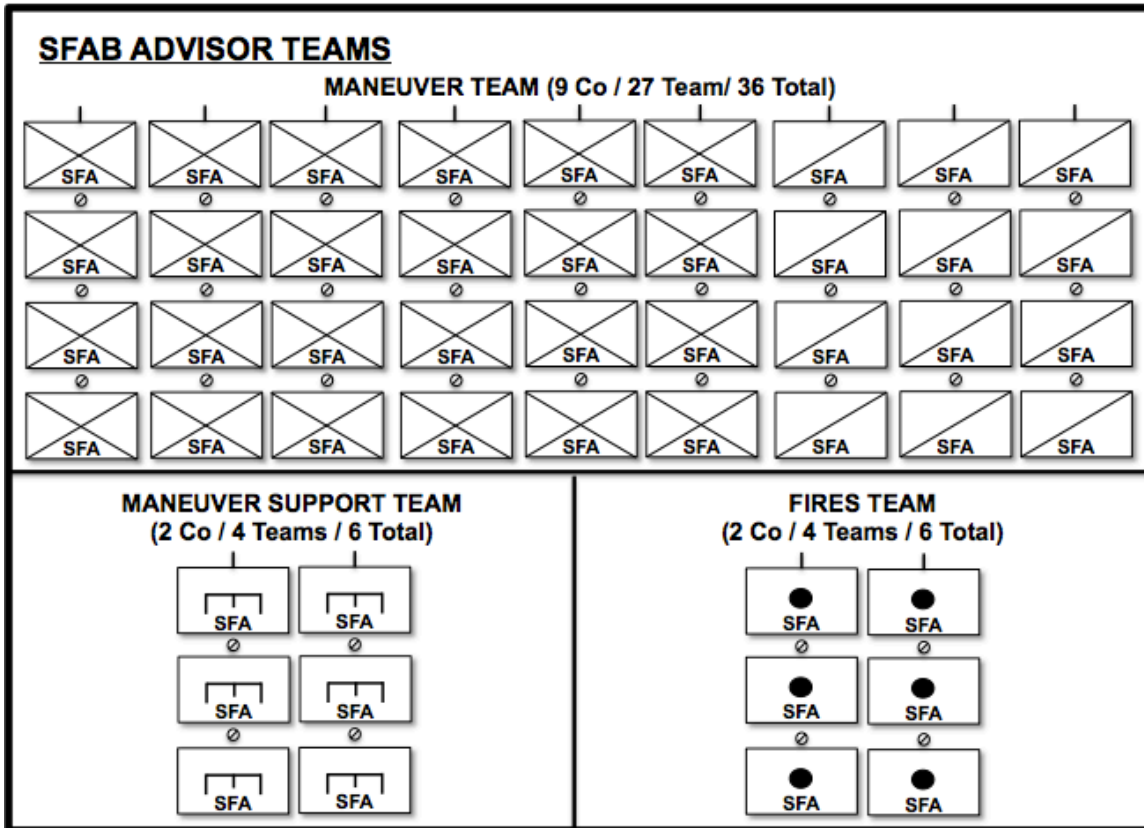 SFAB ADVISOR TEAMS
MANEUVER TEAM (9 Co / 27 Team/ 36 Total)
SFA SFA SFA SFA SFA SFA SFA SFA SFA
SFA SFA SFA SFA SFA SFA SFA SFA SFA
SFA SFA SFA SFA SFA SFA SFA SFA SFA
SFA SFA SFA SFA SFA SFA SFA SFA SFA
MANEUVER SUPPORT TEAM
(2 Co / 4 Teams / 6 Total)
SFA SFA
SFA SFA
SFA SFA
FIRES TEAM
(2 Co / 4 Teams / 6 Total)
SFA SFA
SFA SFA
SFA SFA